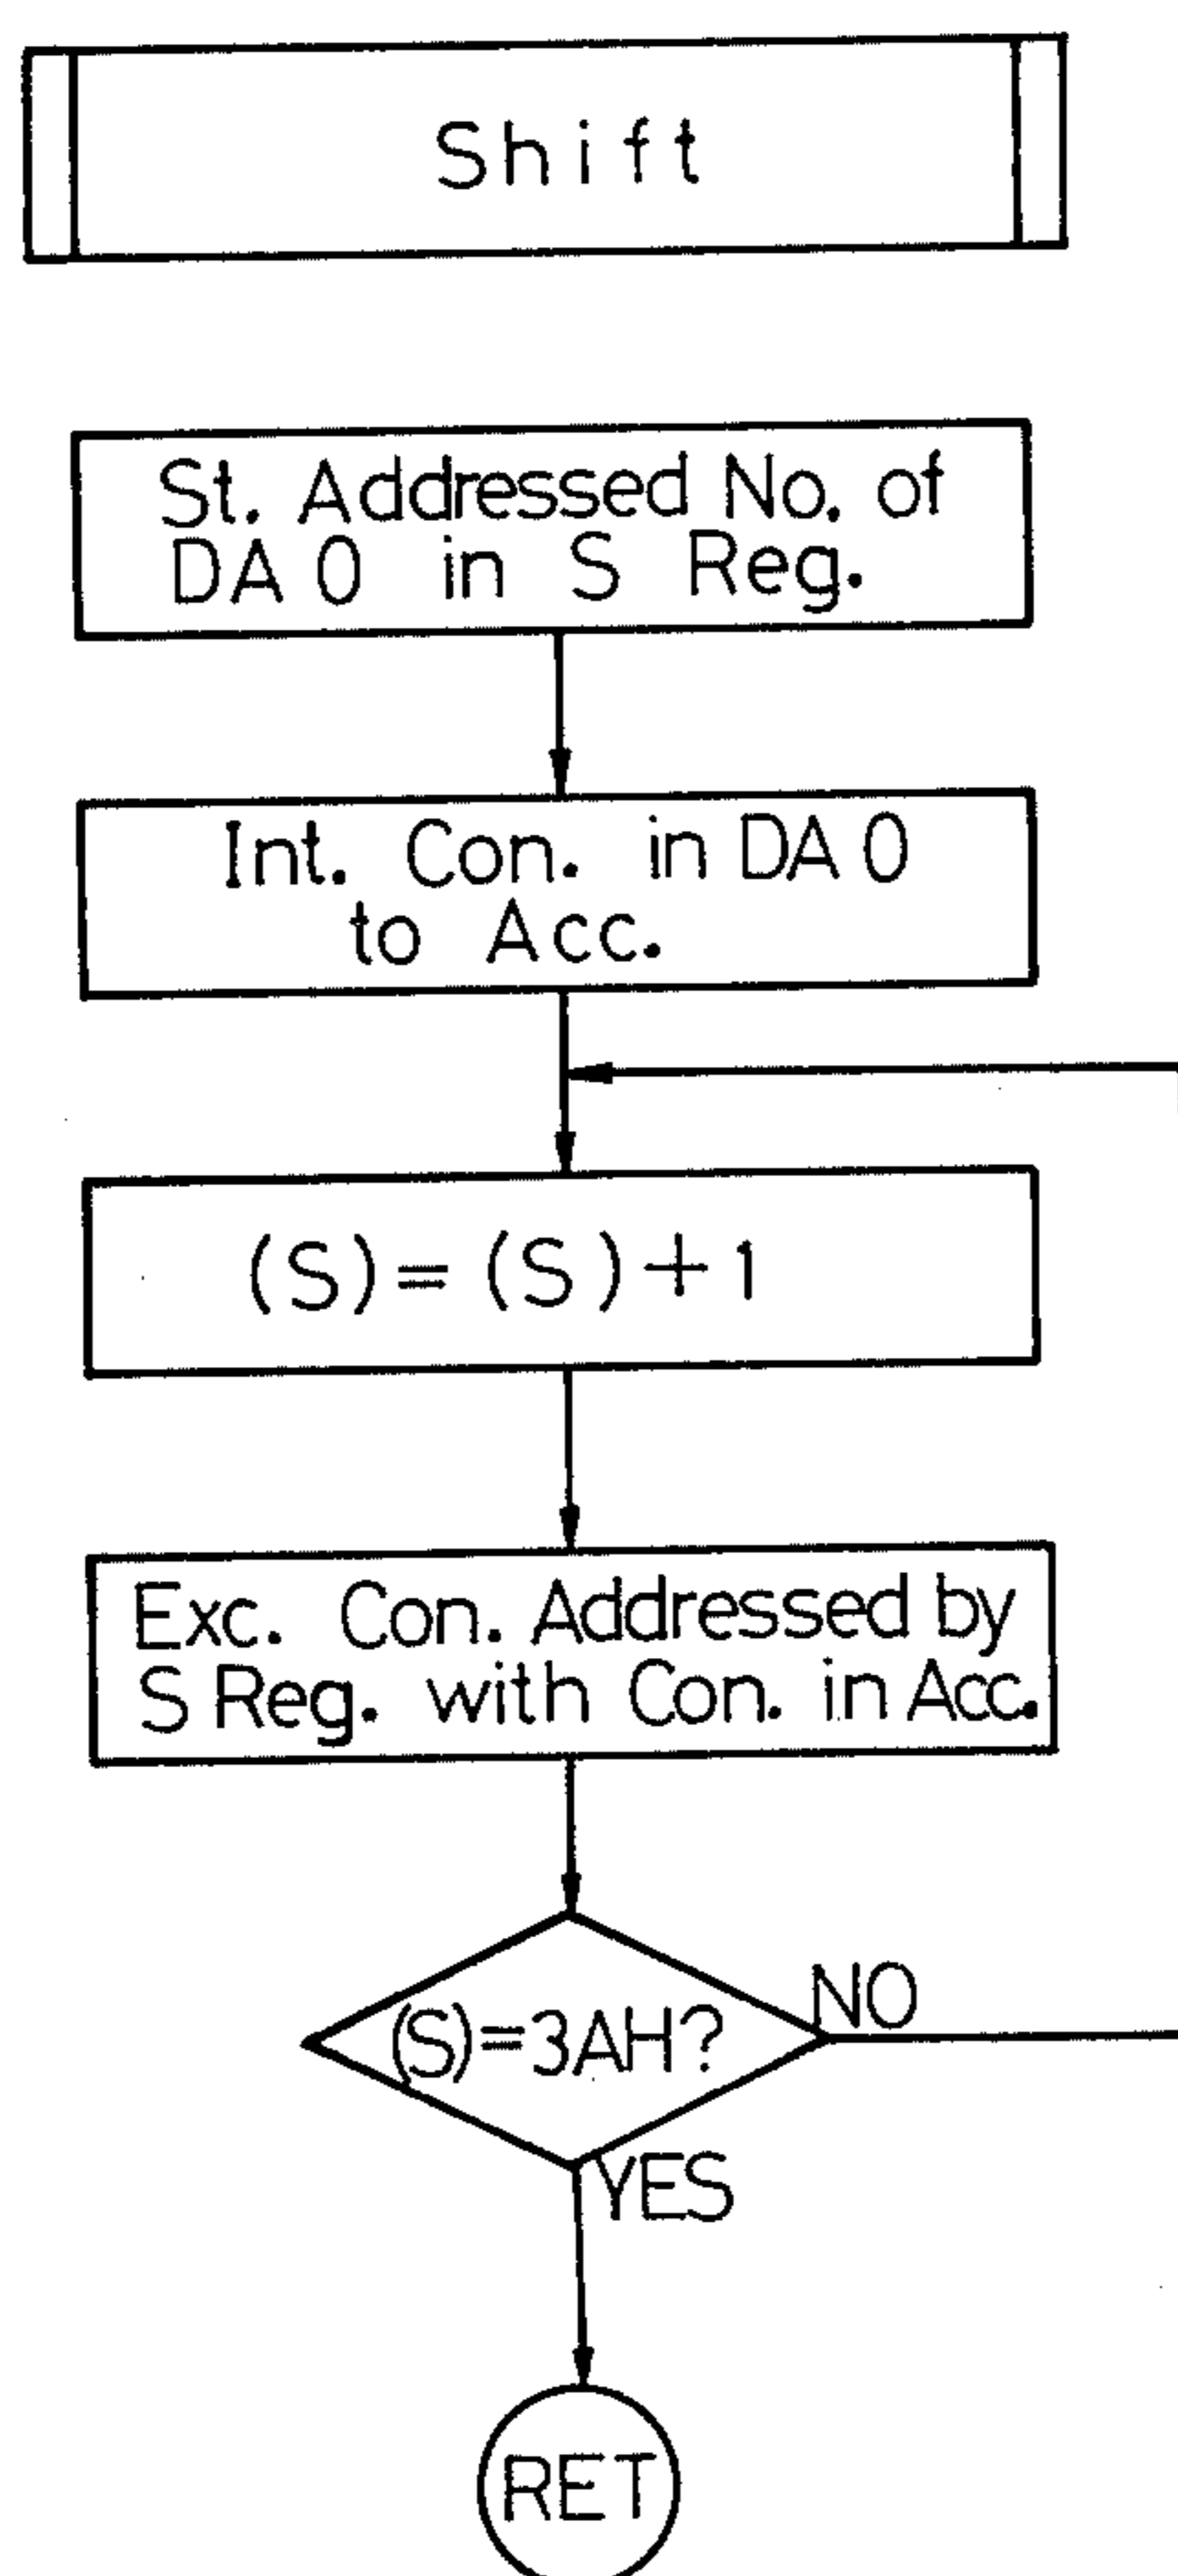 Shift
St. Addressed No. of
DA 0 in S Reg.
Int. Con. in DA 0
to Acc.
(S) = (S) + 1
Exc. Con. Addressed by
S Reg. with Con. in Acc.
(S)=3AH?
NO
YES
RET